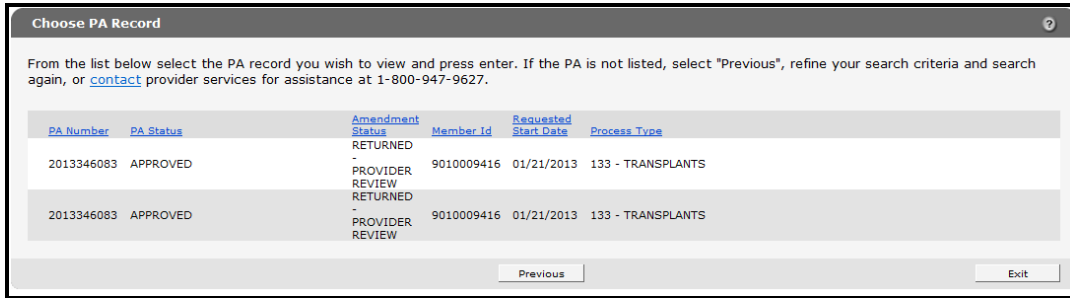 Choose PA Record
?
From the list below select the PA record you wish to view and press enter. If the PA is not listed, select "Previous", refine your search criteria and search
again, or contact provider services for assistance at 1-800-947-9627.
PA Number PA Status Amendment Status Member Id Requested Start Date Process Type
2013346083 APPROVED RETURNED - PROVIDER REVIEW 9010009416 01/21/2013 133 - TRANSPLANTS
2013346083 APPROVED RETURNED - PROVIDER REVIEW 9010009416 01/21/2013 133 - TRANSPLANTS
Previous Exit